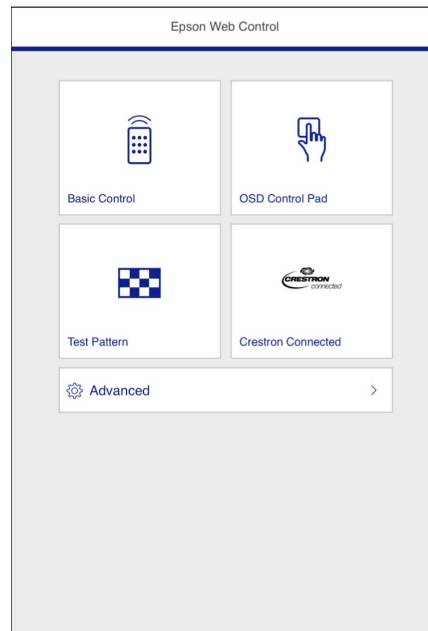 Epson Web Control
Basic Control
OSD Control Pad
Test Pattern
CRESTRON
connected
Crestron Connected
Advanced